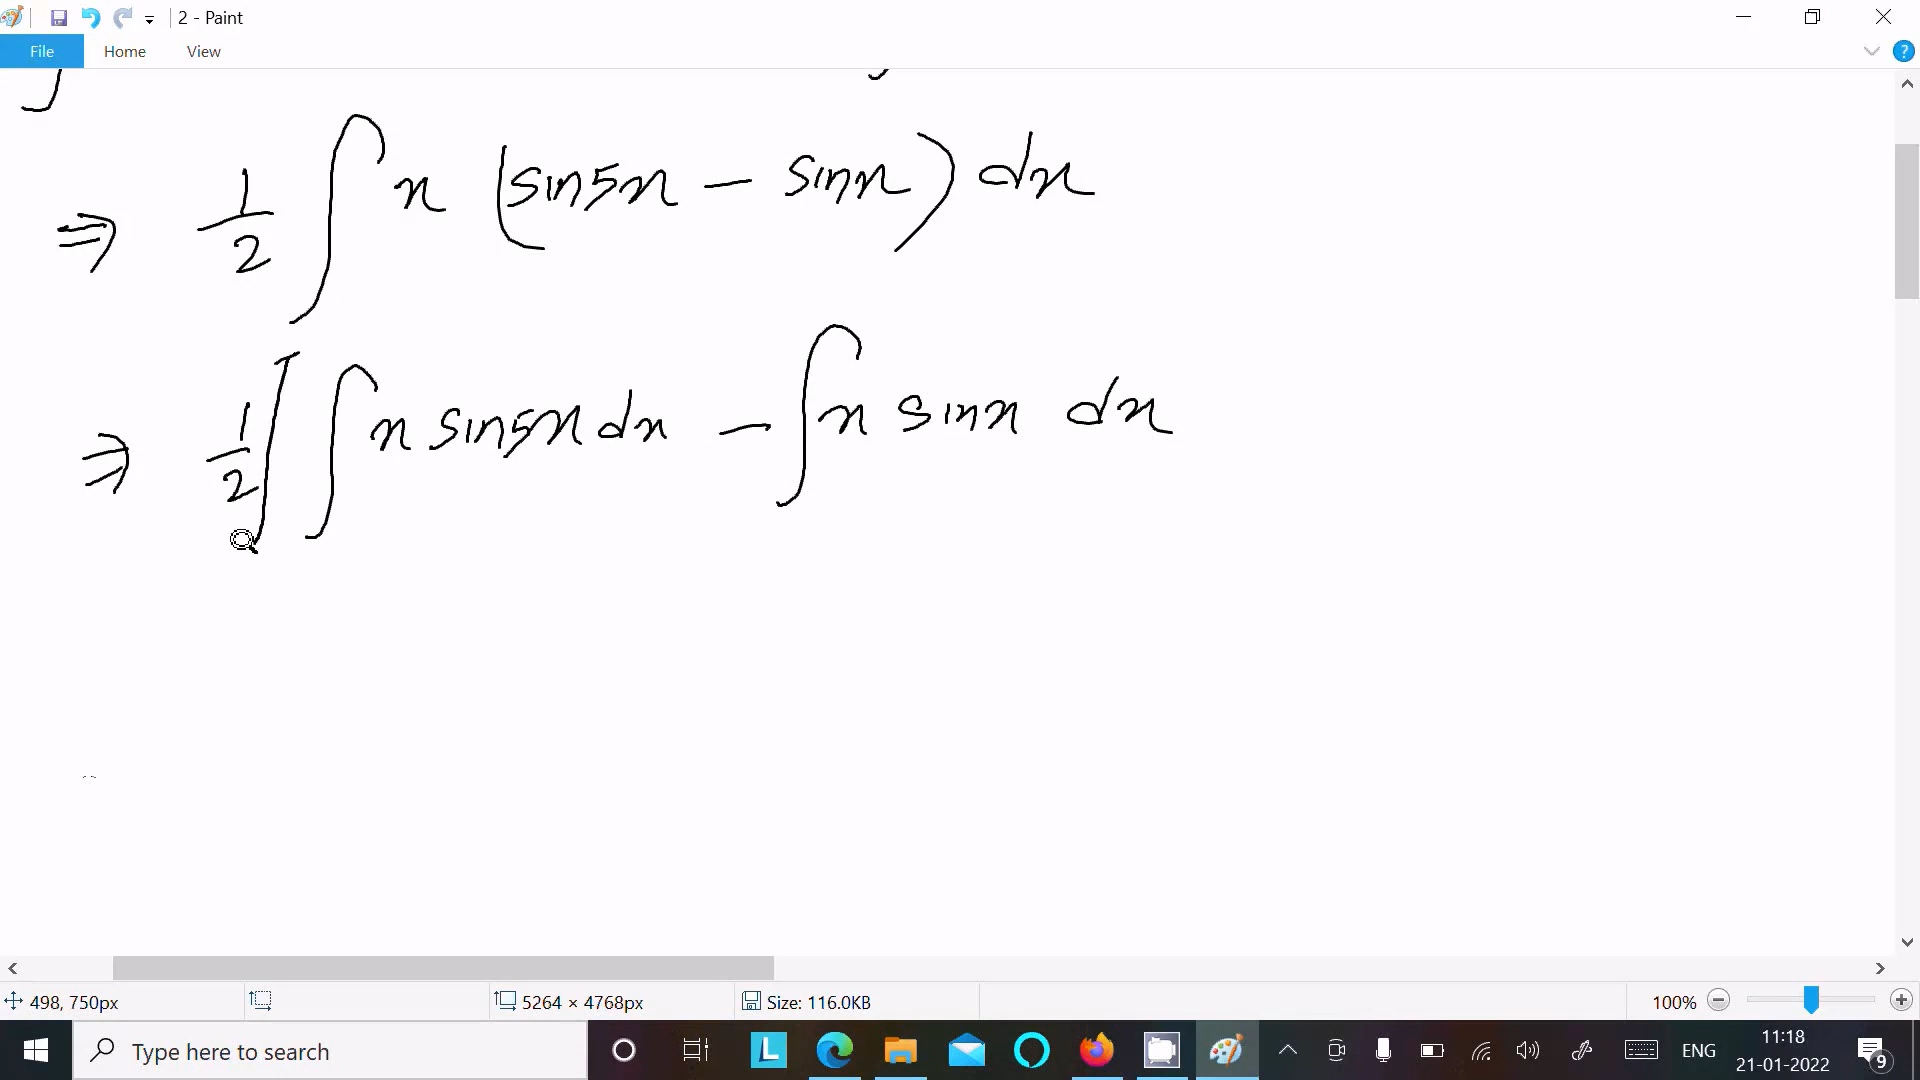 2 - Paint
File Home View
⇒ 1/2 ∫ x (sin5x − sinx) dx
⇒ 1/2 [ ∫ x sin5x dx − ∫ x sinx dx
498, 750px 5264 × 4768px Size: 116.0KB 100%
Type here to search L ENG 11:18
21-01-2022 9